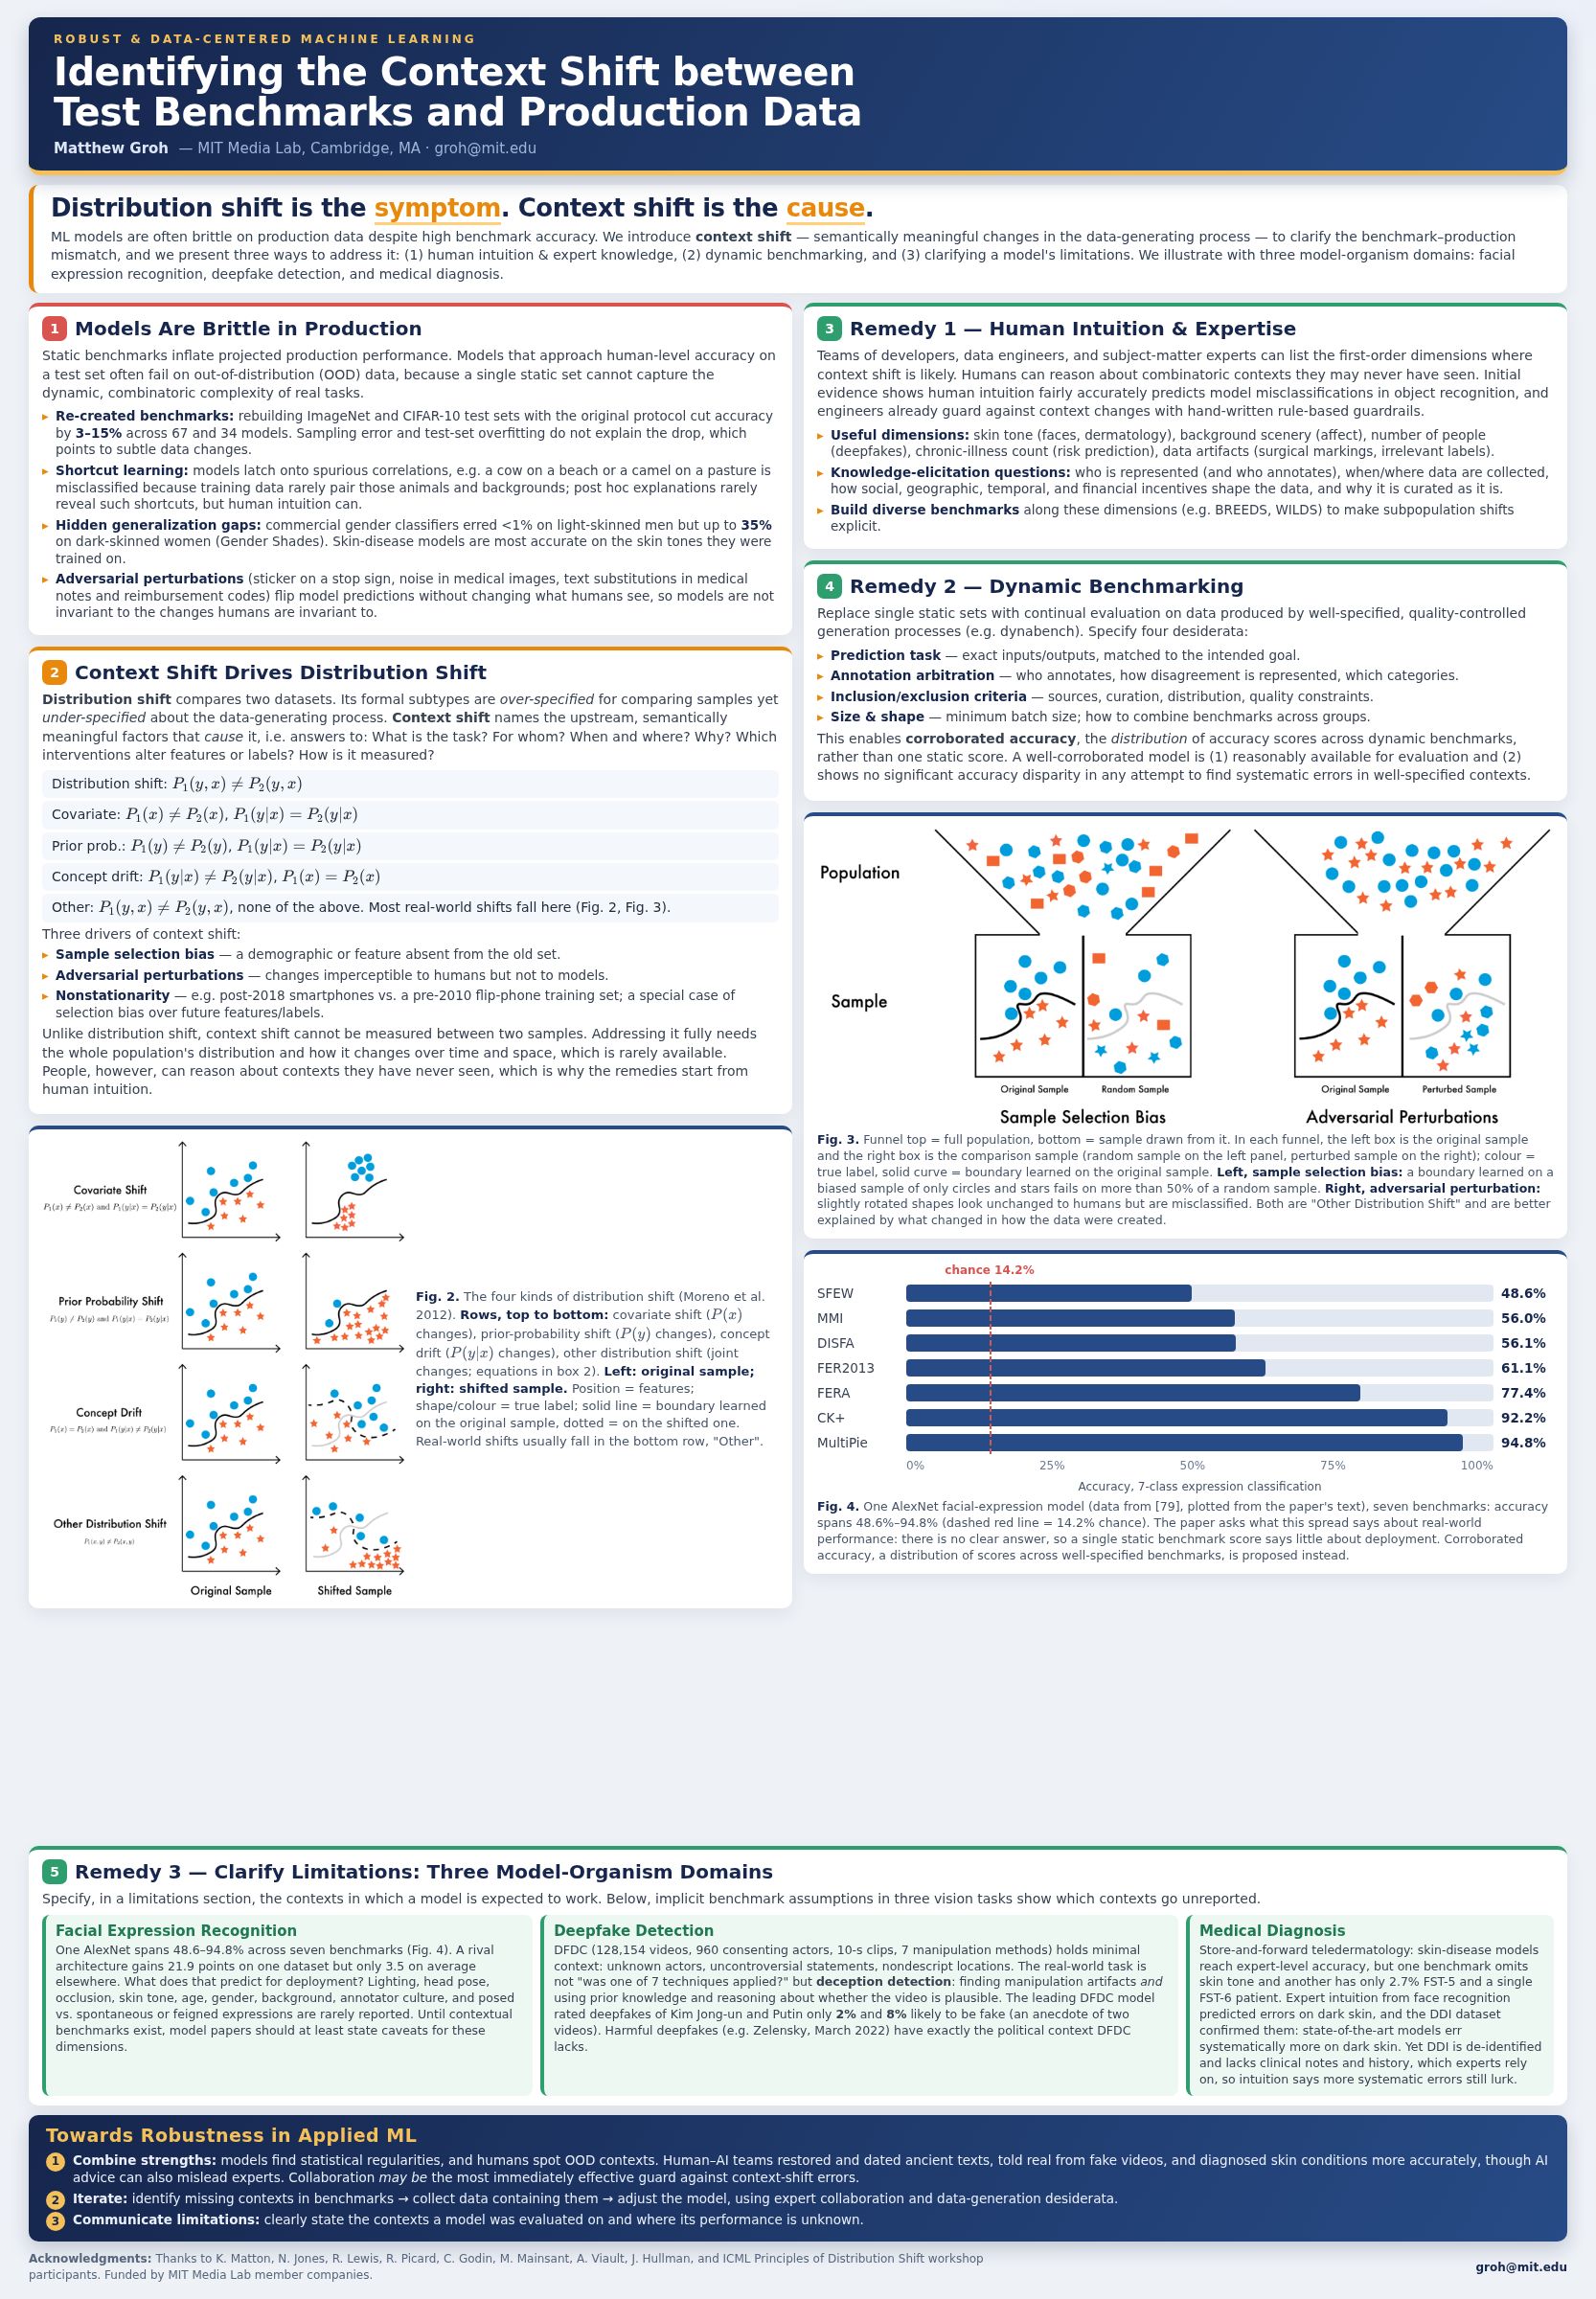 ROBUST & DATA-CENTERED MACHINE LEARNING
Identifying the Context Shift between
Test Benchmarks and Production Data
Matthew Groh — MIT Media Lab, Cambridge, MA · groh@mit.edu
Distribution shift is the symptom. Context shift is the cause.
ML models are often brittle on production data despite high benchmark accuracy. We introduce context shift — semantically meaningful changes in the data-generating process — to clarify the benchmark–production
mismatch, and we present three ways to address it: (1) human intuition & expert knowledge, (2) dynamic benchmarking, and (3) clarifying a model's limitations. We illustrate with three model-organism domains: facial
expression recognition, deepfake detection, and medical diagnosis.
1 Models Are Brittle in Production
Static benchmarks inflate projected production performance. Models that approach human-level accuracy on
a test set often fail on out-of-distribution (OOD) data, because a single static set cannot capture the
dynamic, combinatoric complexity of real tasks.
▸ Re-created benchmarks: rebuilding ImageNet and CIFAR-10 test sets with the original protocol cut accuracy
by 3–15% across 67 and 34 models. Sampling error and test-set overfitting do not explain the drop, which
points to subtle data changes.
▸ Shortcut learning: models latch onto spurious correlations, e.g. a cow on a beach or a camel on a pasture is
misclassified because training data rarely pair those animals and backgrounds; post hoc explanations rarely
reveal such shortcuts, but human intuition can.
▸ Hidden generalization gaps: commercial gender classifiers erred <1% on light-skinned men but up to 35%
on dark-skinned women (Gender Shades). Skin-disease models are most accurate on the skin tones they were
trained on.
▸ Adversarial perturbations (sticker on a stop sign, noise in medical images, text substitutions in medical
notes and reimbursement codes) flip model predictions without changing what humans see, so models are not
invariant to the changes humans are invariant to.
2 Context Shift Drives Distribution Shift
Distribution shift compares two datasets. Its formal subtypes are over-specified for comparing samples yet
under-specified about the data-generating process. Context shift names the upstream, semantically
meaningful factors that cause it, i.e. answers to: What is the task? For whom? When and where? Why? Which
interventions alter features or labels? How is it measured?
Distribution shift: P₁(y, x) ≠ P₂(y, x)
Covariate: P₁(x) ≠ P₂(x), P₁(y|x) = P₂(y|x)
Prior prob.: P₁(y) ≠ P₂(y), P₁(y|x) = P₂(y|x)
Concept drift: P₁(y|x) ≠ P₂(y|x), P₁(x) = P₂(x)
Other: P₁(y, x) ≠ P₂(y, x), none of the above. Most real-world shifts fall here (Fig. 2, Fig. 3).
Three drivers of context shift:
▸ Sample selection bias — a demographic or feature absent from the old set.
▸ Adversarial perturbations — changes imperceptible to humans but not to models.
▸ Nonstationarity — e.g. post-2018 smartphones vs. a pre-2010 flip-phone training set; a special case of
selection bias over future features/labels.
Unlike distribution shift, context shift cannot be measured between two samples. Addressing it fully needs
the whole population's distribution and how it changes over time and space, which is rarely available.
People, however, can reason about contexts they have never seen, which is why the remedies start from
human intuition.
Covariate Shift
P₁(x) ≠ P₂(x) and P₁(y|x) = P₂(y|x)
Prior Probability Shift
Concept Drift
P₁(x) = P₂(x) and P₁(y|x) ≠ P₂(y|x)
Other Distribution Shift
P₁(x, y) ≠ P₂(x, y)
Original Sample Shifted Sample
Fig. 2. The four kinds of distribution shift (Moreno et al.
2012). Rows, top to bottom: covariate shift (P(x)
changes), prior-probability shift (P(y) changes), concept
drift (P(y|x) changes), other distribution shift (joint
changes; equations in box 2). Left: original sample;
right: shifted sample. Position = features;
shape/colour = true label; solid line = boundary learned
on the original sample, dotted = on the shifted one.
Real-world shifts usually fall in the bottom row, "Other".
3 Remedy 1 — Human Intuition & Expertise
Teams of developers, data engineers, and subject-matter experts can list the first-order dimensions where
context shift is likely. Humans can reason about combinatoric contexts they may never have seen. Initial
evidence shows human intuition fairly accurately predicts model misclassifications in object recognition, and
engineers already guard against context changes with hand-written rule-based guardrails.
▸ Useful dimensions: skin tone (faces, dermatology), background scenery (affect), number of people
(deepfakes), chronic-illness count (risk prediction), data artifacts (surgical markings, irrelevant labels).
▸ Knowledge-elicitation questions: who is represented (and who annotates), when/where data are collected,
how social, geographic, temporal, and financial incentives shape the data, and why it is curated as it is.
▸ Build diverse benchmarks along these dimensions (e.g. BREEDS, WILDS) to make subpopulation shifts
explicit.
4 Remedy 2 — Dynamic Benchmarking
Replace single static sets with continual evaluation on data produced by well-specified, quality-controlled
generation processes (e.g. dynabench). Specify four desiderata:
▸ Prediction task — exact inputs/outputs, matched to the intended goal.
▸ Annotation arbitration — who annotates, how disagreement is represented, which categories.
▸ Inclusion/exclusion criteria — sources, curation, distribution, quality constraints.
▸ Size & shape — minimum batch size; how to combine benchmarks across groups.
This enables corroborated accuracy, the distribution of accuracy scores across dynamic benchmarks,
rather than one static score. A well-corroborated model is (1) reasonably available for evaluation and (2)
shows no significant accuracy disparity in any attempt to find systematic errors in well-specified contexts.
Population
Sample
Original Sample Random Sample Original Sample Perturbed Sample
Sample Selection Bias Adversarial Perturbations
Fig. 3. Funnel top = full population, bottom = sample drawn from it. In each funnel, the left box is the original sample
and the right box is the comparison sample (random sample on the left panel, perturbed sample on the right); colour =
true label, solid curve = boundary learned on the original sample. Left, sample selection bias: a boundary learned on a
biased sample of only circles and stars fails on more than 50% of a random sample. Right, adversarial perturbation:
slightly rotated shapes look unchanged to humans but are misclassified. Both are "Other Distribution Shift" and are better
explained by what changed in how the data were created.
chance 14.2%
SFEW 48.6%
MMI 56.0%
DISFA 56.1%
FER2013 61.1%
FERA 77.4%
CK+ 92.2%
MultiPie 94.8%
0% 25% 50% 75% 100%
Accuracy, 7-class expression classification
Fig. 4. One AlexNet facial-expression model (data from [79], plotted from the paper's text), seven benchmarks: accuracy
spans 48.6%–94.8% (dashed red line = 14.2% chance). The paper asks what this spread says about real-world
performance: there is no clear answer, so a single static benchmark score says little about deployment. Corroborated
accuracy, a distribution of scores across well-specified benchmarks, is proposed instead.
5 Remedy 3 — Clarify Limitations: Three Model-Organism Domains
Specify, in a limitations section, the contexts in which a model is expected to work. Below, implicit benchmark assumptions in three vision tasks show which contexts go unreported.
Facial Expression Recognition
One AlexNet spans 48.6–94.8% across seven benchmarks (Fig. 4). A rival
architecture gains 21.9 points on one dataset but only 3.5 on average
elsewhere. What does that predict for deployment? Lighting, head pose,
occlusion, skin tone, age, gender, background, annotator culture, and posed
vs. spontaneous or feigned expressions are rarely reported. Until contextual
benchmarks exist, model papers should at least state caveats for these
dimensions.
Deepfake Detection
DFDC (128,154 videos, 960 consenting actors, 10-s clips, 7 manipulation methods) holds minimal
context: unknown actors, uncontroversial statements, nondescript locations. The real-world task is
not "was one of 7 techniques applied?" but deception detection: finding manipulation artifacts and
using prior knowledge and reasoning about whether the video is plausible. The leading DFDC model
rated deepfakes of Kim Jong-un and Putin only 2% and 8% likely to be fake (an anecdote of two
videos). Harmful deepfakes (e.g. Zelensky, March 2022) have exactly the political context DFDC
lacks.
Medical Diagnosis
Store-and-forward teledermatology: skin-disease models
reach expert-level accuracy, but one benchmark omits
skin tone and another has only 2.7% FST-5 and a single
FST-6 patient. Expert intuition from face recognition
predicted errors on dark skin, and the DDI dataset
confirmed them: state-of-the-art models err
systematically more on dark skin. Yet DDI is de-identified
and lacks clinical notes and history, which experts rely
on, so intuition says more systematic errors still lurk.
Towards Robustness in Applied ML
1 Combine strengths: models find statistical regularities, and humans spot OOD contexts. Human–AI teams restored and dated ancient texts, told real from fake videos, and diagnosed skin conditions more accurately, though AI
advice can also mislead experts. Collaboration may be the most immediately effective guard against context-shift errors.
2 Iterate: identify missing contexts in benchmarks → collect data containing them → adjust the model, using expert collaboration and data-generation desiderata.
3 Communicate limitations: clearly state the contexts a model was evaluated on and where its performance is unknown.
Acknowledgments: Thanks to K. Matton, N. Jones, R. Lewis, R. Picard, C. Godin, M. Mainsant, A. Viault, J. Hullman, and ICML Principles of Distribution Shift workshop
participants. Funded by MIT Media Lab member companies.
groh@mit.edu